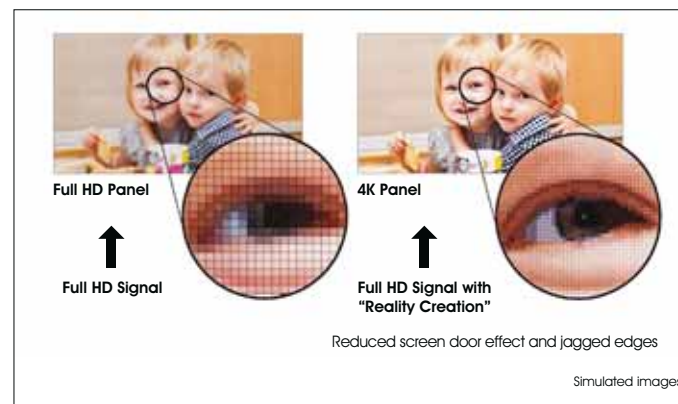 Full HD Panel
4K Panel
Full HD Signal
Full HD Signal with
“Reality Creation”
Reduced screen door effect and jagged edges
Simulated images